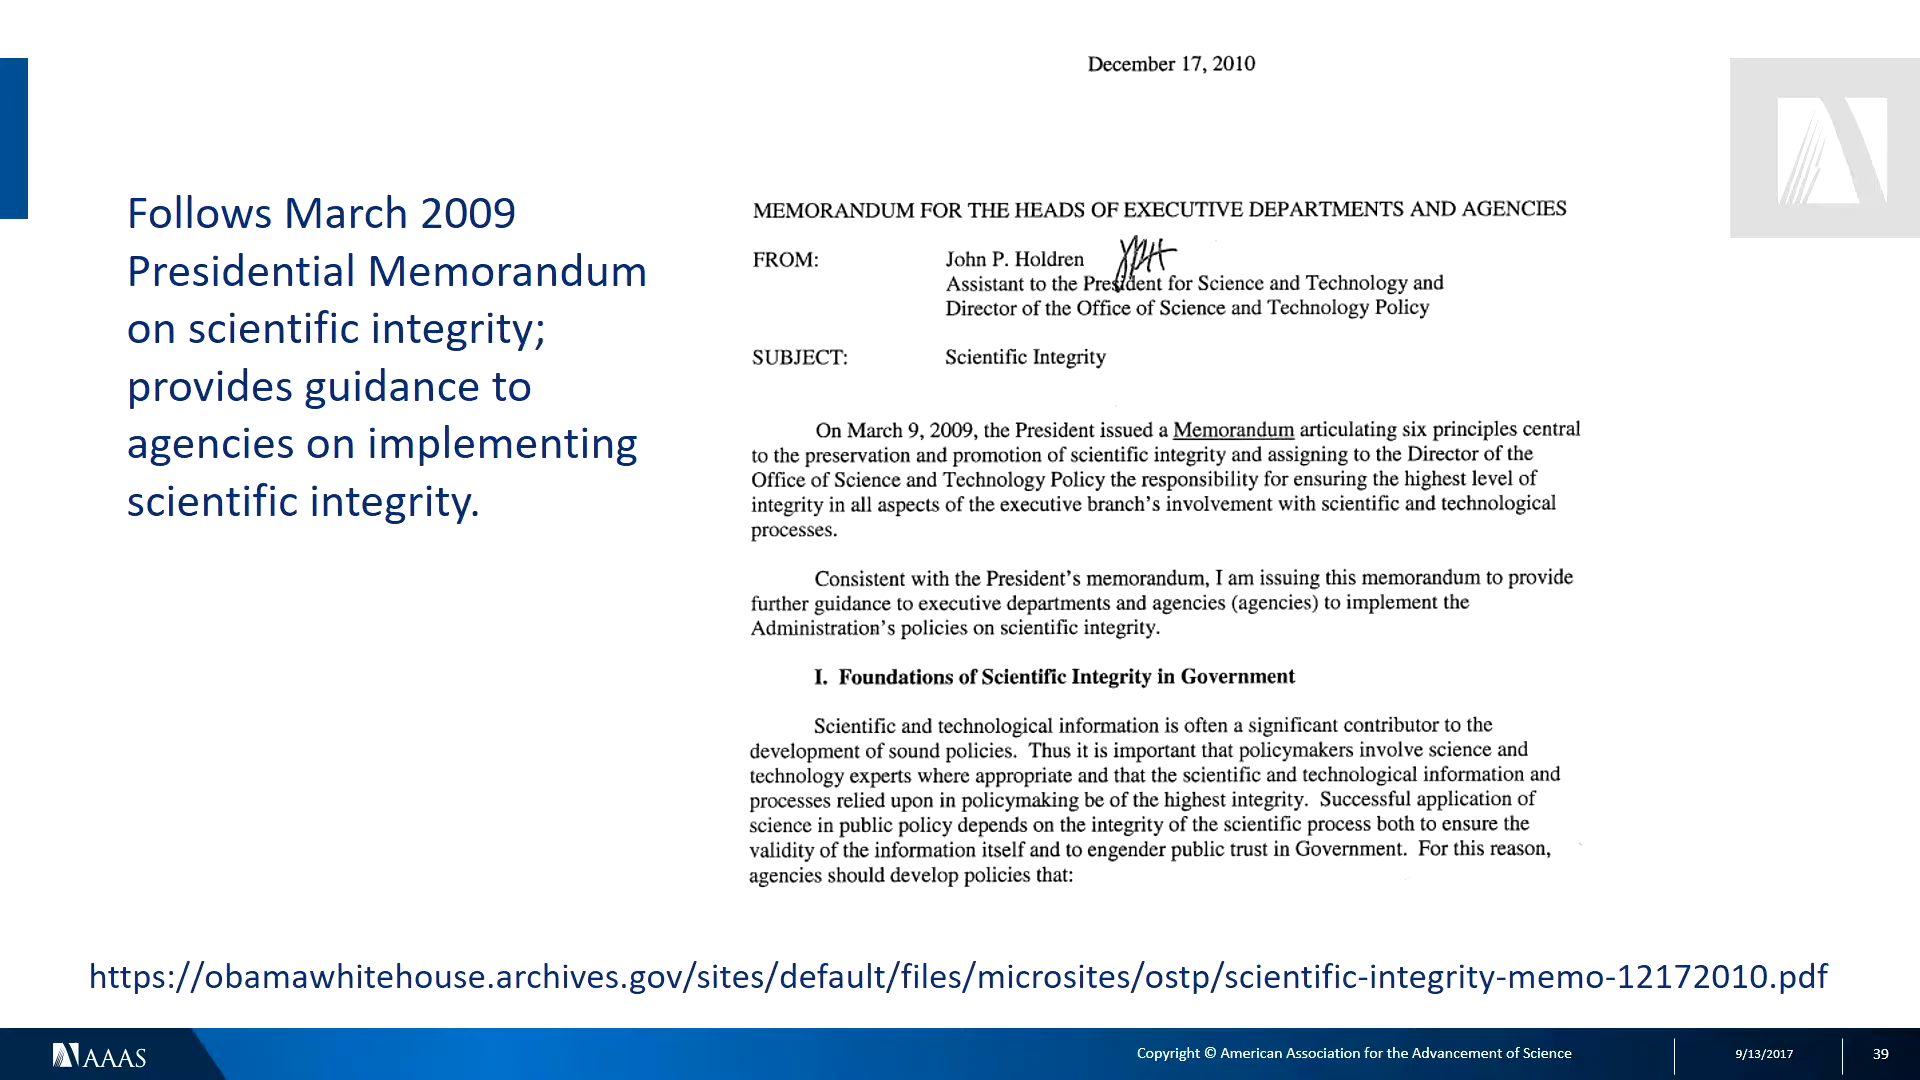 December 17, 2010
Follows March 2009
Presidential Memorandum
on scientific integrity;
provides guidance to
agencies on implementing
scientific integrity.
MEMORANDUM FOR THE HEADS OF EXECUTIVE DEPARTMENTS AND AGENCIES
FROM: John P. Holdren
Assistant to the President for Science and Technology and
Director of the Office of Science and Technology Policy
SUBJECT: Scientific Integrity
On March 9, 2009, the President issued a Memorandum articulating six principles central
to the preservation and promotion of scientific integrity and assigning to the Director of the
Office of Science and Technology Policy the responsibility for ensuring the highest level of
integrity in all aspects of the executive branch's involvement with scientific and technological
processes.
Consistent with the President's memorandum, I am issuing this memorandum to provide
further guidance to executive departments and agencies (agencies) to implement the
Administration's policies on scientific integrity.
I. Foundations of Scientific Integrity in Government
Scientific and technological information is often a significant contributor to the
development of sound policies. Thus it is important that policymakers involve science and
technology experts where appropriate and that the scientific and technological information and
processes relied upon in policymaking be of the highest integrity. Successful application of
science in public policy depends on the integrity of the scientific process both to ensure the
validity of the information itself and to engender public trust in Government. For this reason,
agencies should develop policies that:
https://obamawhitehouse.archives.gov/sites/default/files/microsites/ostp/scientific-integrity-memo-12172010.pdf
AAAS
Copyright © American Association for the Advancement of Science
9/13/2017
39